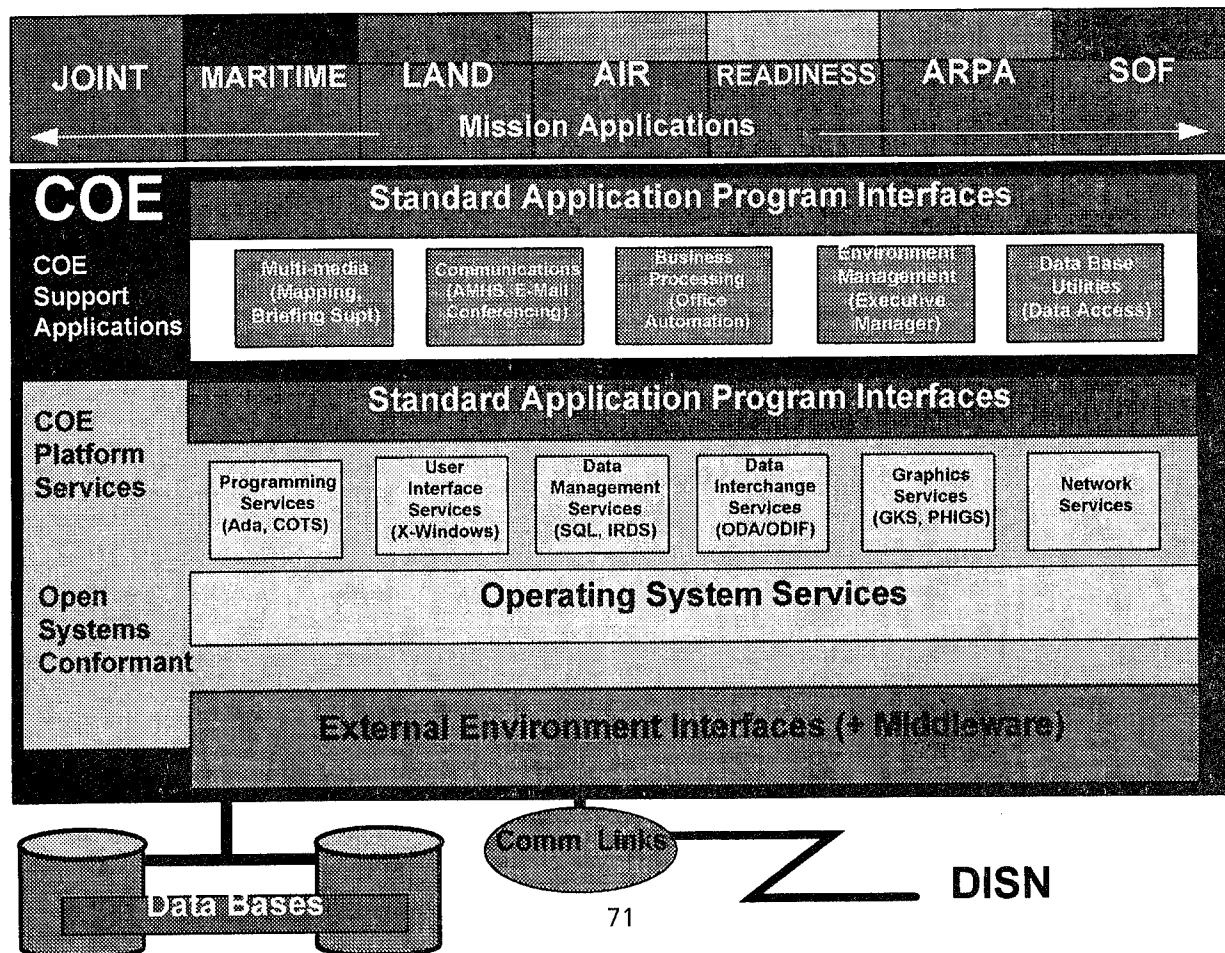 JOINT MARITIME LAND AIR READINESS ARPA SOF
Mission Applications
COE
Standard Application Program Interfaces
COE
Support
Applications
Multi-media
(Mapping,
Briefing Supt)
Communications
(AMHS, E-Mail
Conferencing)
Business
Processing
(Office
Automation)
Environment
Management
(Executive
Manager)
Data Base
Utilities
(Data Access)
Standard Application Program Interfaces
COE
Platform
Services
Programming
Services
(Ada, COTS)
User
Interface
Services
(X-Windows)
Data
Management
Services
(SQL, IRDS)
Data
Interchange
Services
(ODA/ODIF)
Graphics
Services
(GKS, PHIGS)
Network
Services
Open
Systems
Conformant
Operating System Services
External Environment Interfaces (+ Middleware)
Data Bases
Comm Links
DISN
71